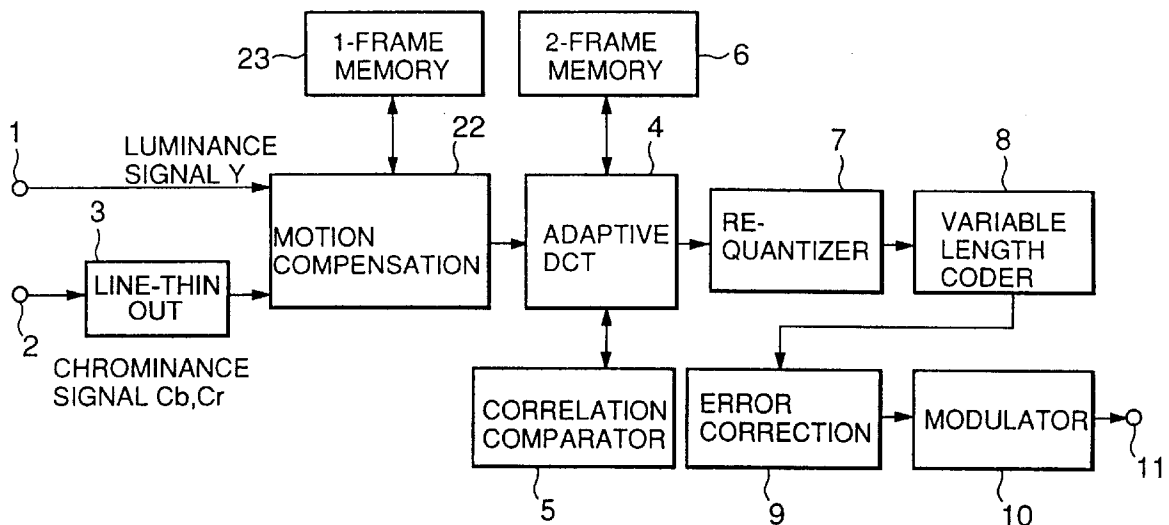 23
1-FRAME
MEMORY
2-FRAME
MEMORY
6
1
LUMINANCE
SIGNAL Y
22
4
7
8
3
MOTION
COMPENSATION
ADAPTIVE
DCT
RE-
QUANTIZER
VARIABLE
LENGTH
CODER
LINE-THIN
OUT
2
CHROMINANCE
SIGNAL Cb,Cr
CORRELATION
COMPARATOR
ERROR
CORRECTION
MODULATOR
5
9
10
11